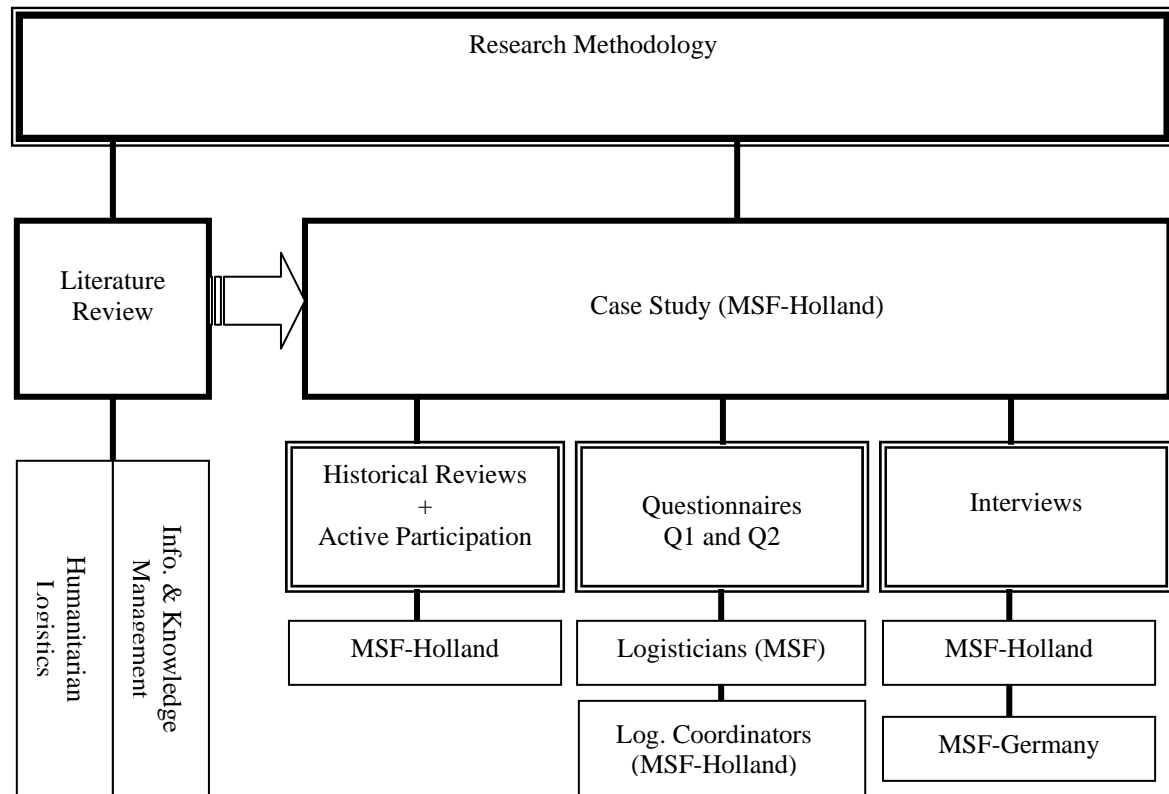 Research Methodology
Literature
Review
Case Study (MSF-Holland)
Historical Reviews
+
Active Participation
Questionnaires
Q1 and Q2
Interviews
Humanitarian
Logistics
Info. & Knowledge
Management
MSF-Holland
Logisticians (MSF)
MSF-Holland
Log. Coordinators
(MSF-Holland)
MSF-Germany